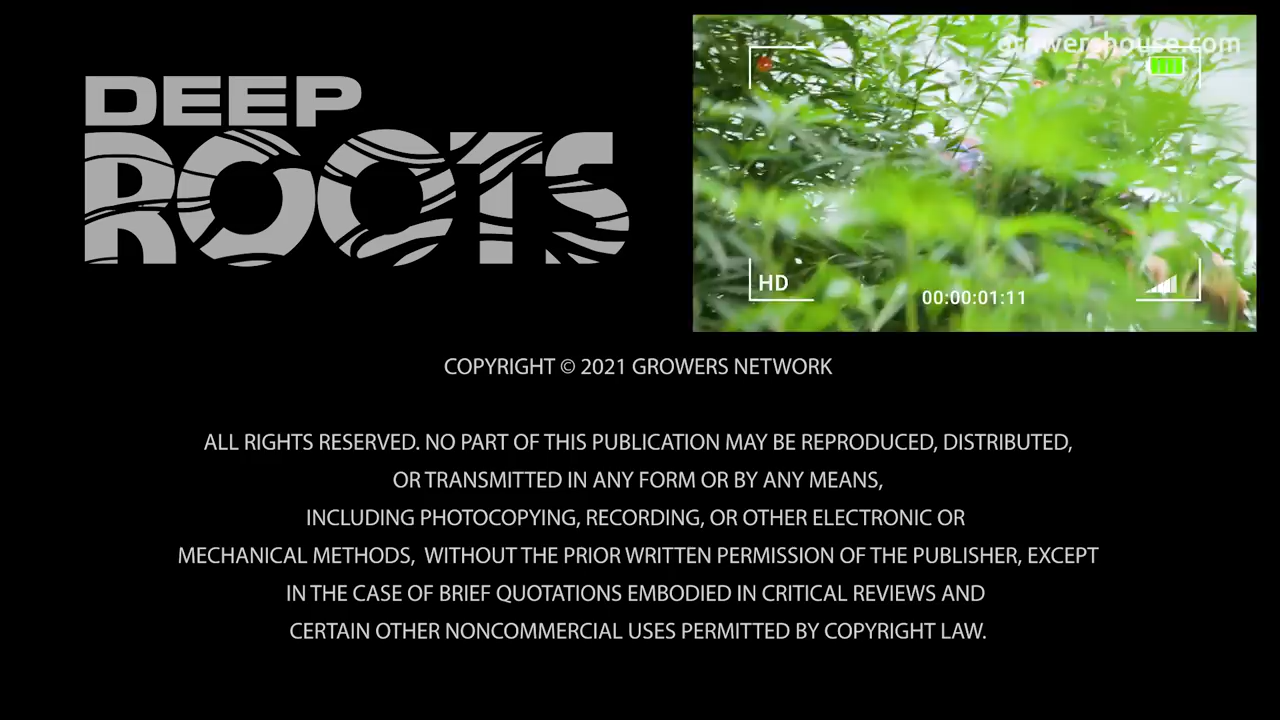 DEEP
ROOTS
growershouse.com
HD
00:00:01:11
COPYRIGHT © 2021 GROWERS NETWORK
ALL RIGHTS RESERVED. NO PART OF THIS PUBLICATION MAY BE REPRODUCED, DISTRIBUTED,
OR TRANSMITTED IN ANY FORM OR BY ANY MEANS,
INCLUDING PHOTOCOPYING, RECORDING, OR OTHER ELECTRONIC OR
MECHANICAL METHODS, WITHOUT THE PRIOR WRITTEN PERMISSION OF THE PUBLISHER, EXCEPT
IN THE CASE OF BRIEF QUOTATIONS EMBODIED IN CRITICAL REVIEWS AND
CERTAIN OTHER NONCOMMERCIAL USES PERMITTED BY COPYRIGHT LAW.